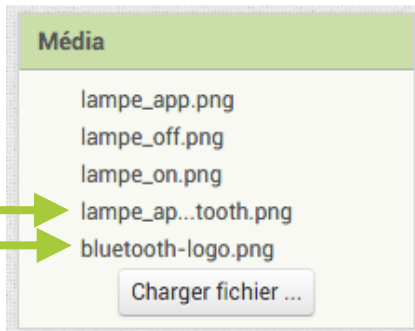 Média
lampe_app.png
lampe_off.png
lampe_on.png
lampe_ap...tooth.png
bluetooth-logo.png
Charger fichier ...